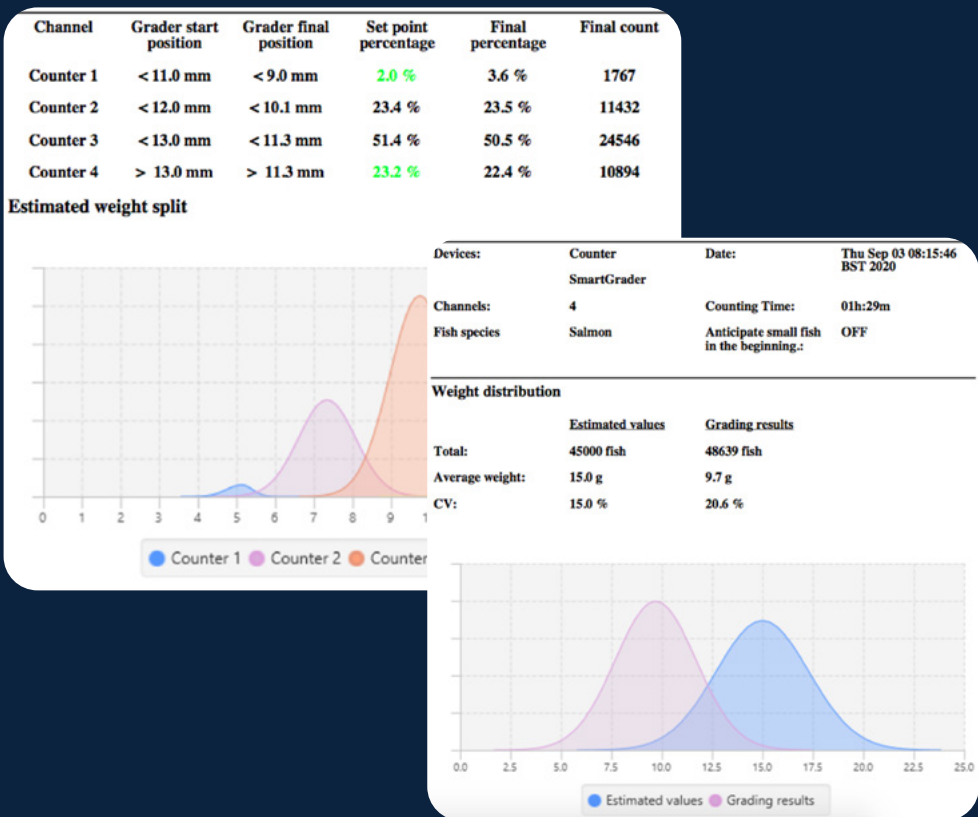 Channel Grader start position Grader final position Set point percentage Final percentage Final count
Counter 1 < 11.0 mm < 9.0 mm 2.0 % 3.6 % 1767
Counter 2 < 12.0 mm < 10.1 mm 23.4 % 23.5 % 11432
Counter 3 < 13.0 mm < 11.3 mm 51.4 % 50.5 % 24546
Counter 4 > 13.0 mm > 11.3 mm 23.2 % 22.4 % 10894
Estimated weight split
0 1 2 3 4 5 6 7 8 9 1
Counter 1 Counter 2 Counter
Devices: Counter Date: Thu Sep 03 08:15:46
BST 2020
SmartGrader
Channels: 4 Counting Time: 01h:29m
Fish species Salmon Anticipate small fish OFF
in the beginning.:
Weight distribution
Estimated values Grading results
Total: 45000 fish 48639 fish
Average weight: 15.0 g 9.7 g
CV: 15.0 % 20.6 %
0.0 2.5 5.0 7.5 10.0 12.5 15.0 17.5 20.0 22.5 25.0
Estimated values Grading results